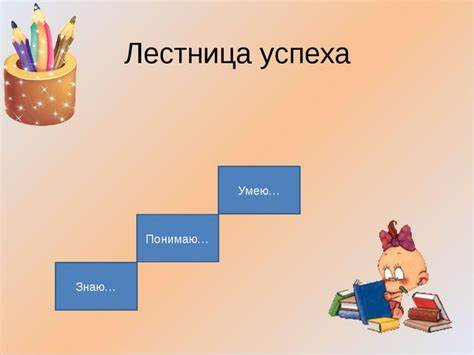 Лестница успеха
Умею…
Понимаю…
Знаю…